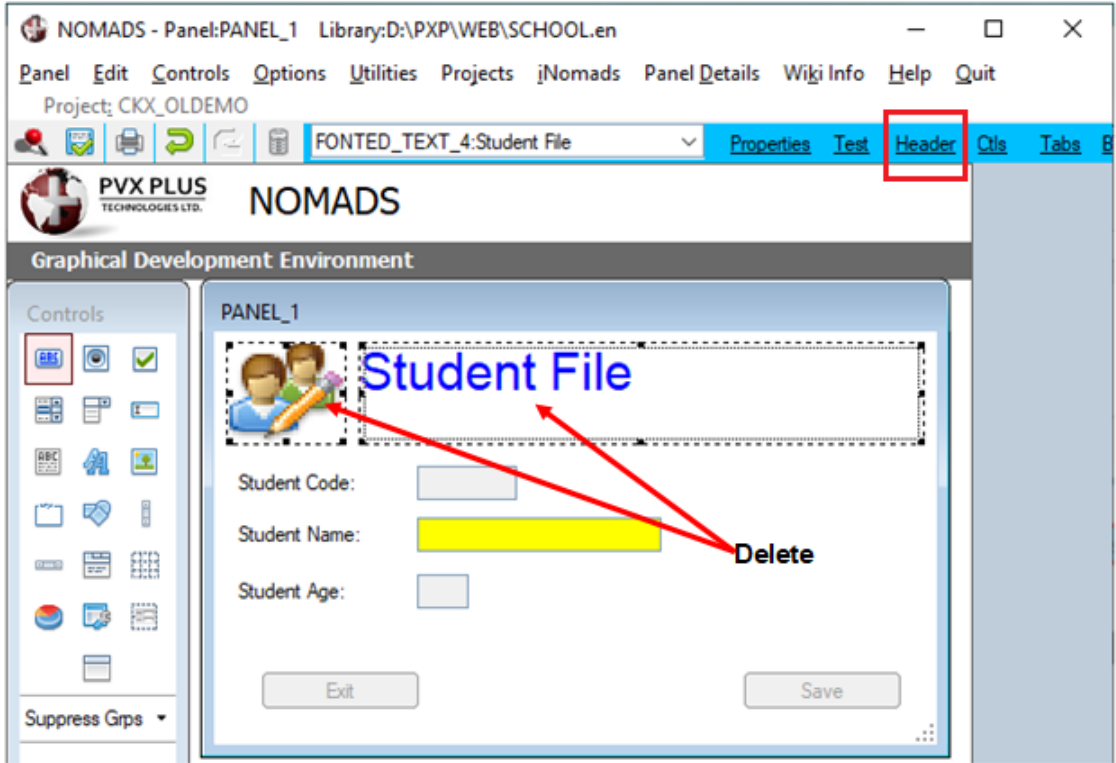 NOMADS - Panel:PANEL_1 Library:D:\PXP\WEB\SCHOOL.en
Panel Edit Controls Options Utilities Projects iNomads Panel Details Wiki Info Help Quit
Project: CKX_OLDEMO
FONTED_TEXT_4:Student File Properties Test Header Ctls Tabs B
PVX PLUS
TECHNOLOGIES LTD.
NOMADS
Graphical Development Environment
Controls
PANEL_1
ABS
Student File
ABC
Student Code:
Student Name:
Delete
Student Age:
Exit Save
Suppress Grps